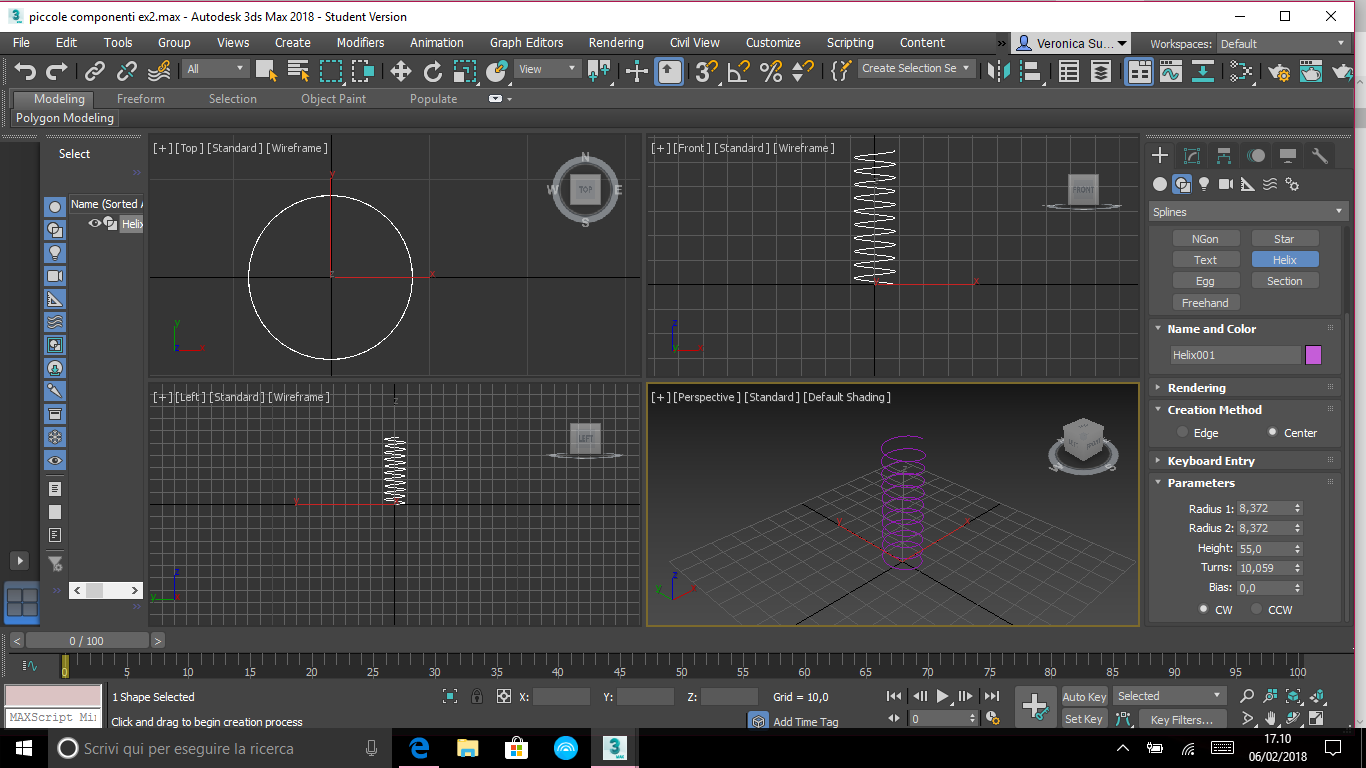 piccole componenti ex2.max - Autodesk 3ds Max 2018 - Student Version
File Edit Tools Group Views Create Modifiers Animation Graph Editors Rendering Civil View Customize Scripting Content » Veronica Su... Workspaces: Default
All View Create Selection Se
Modeling Freeform Selection Object Paint Populate
Polygon Modeling
Select
»
Name (Sorted A
Helix
[+] [Top] [Standard] [Wireframe]
N
W TOP E
S
y
z x
y
z x
[+] [Front] [Standard] [Wireframe]
FRONT
x
z
y x
[+] [Left] [Standard] [Wireframe]
LEFT
z
y
z
y
[+] [Perspective] [Standard] [Default Shading]
z
y x
z
y x
Splines
NGon Star
Text Helix
Egg Section
Freehand
Name and Color
Helix001
Rendering
Creation Method
Edge Center
Keyboard Entry
Parameters
Radius 1: 8,372
Radius 2: 8,372
Height: 55,0
Turns: 10,059
Bias: 0,0
CW CCW
< 0 / 100 >
0 5 10 15 20 25 30 35 40 45 50 55 60 65 70 75 80 85 90 95 100
1 Shape Selected X: Y: Z: Grid = 10,0 Auto Key Selected
MAXScript Mi
Click and drag to begin creation process Add Time Tag 0 Set Key Key Filters...
Scrivi qui per eseguire la ricerca
3
MAX
17.10
06/02/2018